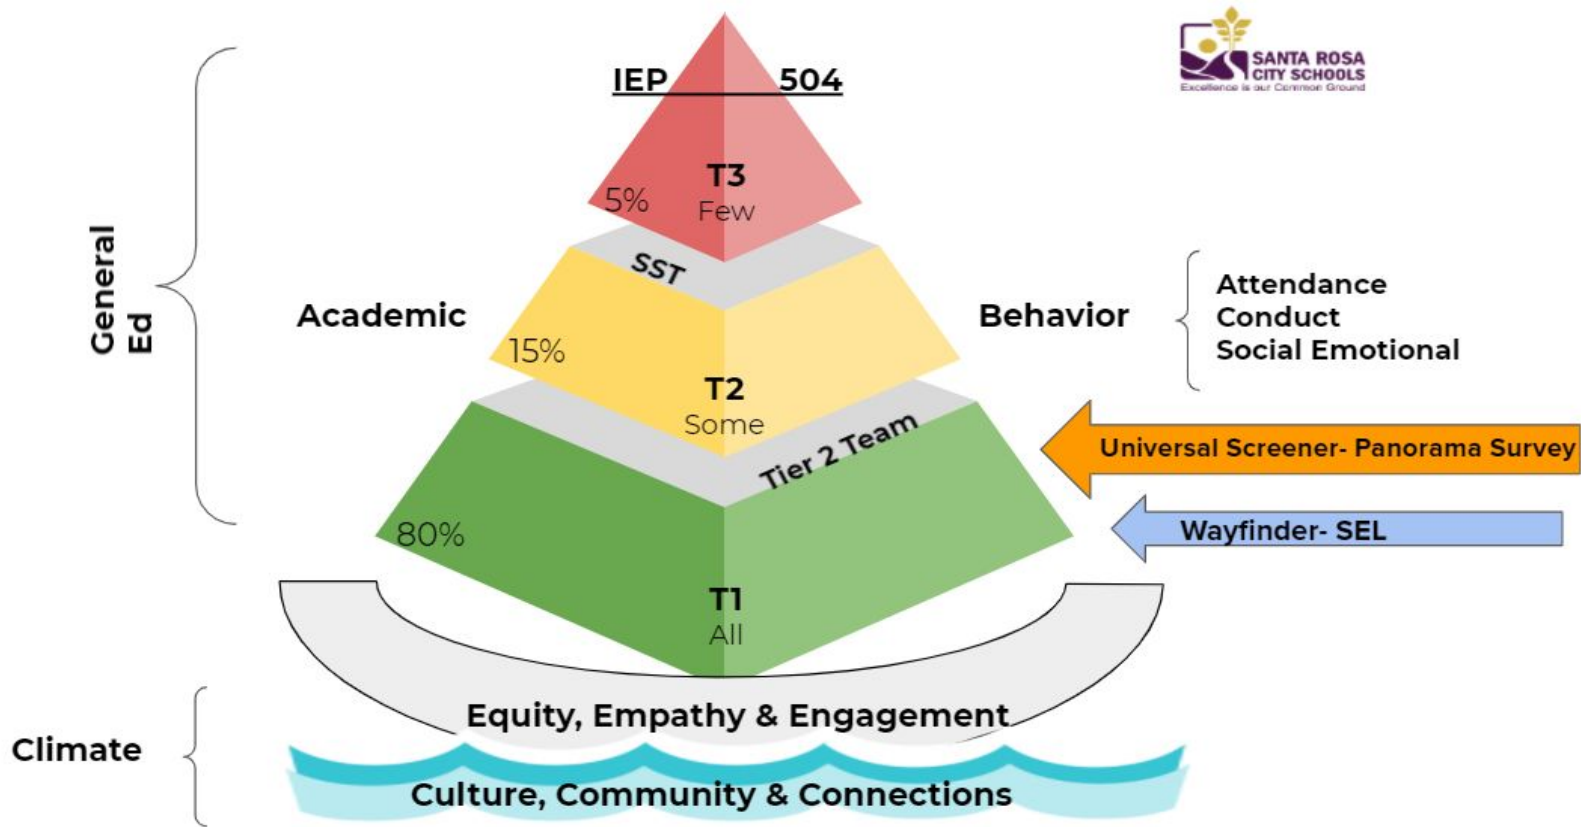 SANTA ROSA
CITY SCHOOLS
Excellence is our Common Ground
IEP 504
T3
5%
Few
General
Ed
SST
Academic
Behavior
Attendance
Conduct
Social Emotional
15%
T2
Some
Tier 2 Team
Universal Screener- Panorama Survey
80%
Wayfinder- SEL
T1
All
Equity, Empathy & Engagement
Climate
Culture, Community & Connections